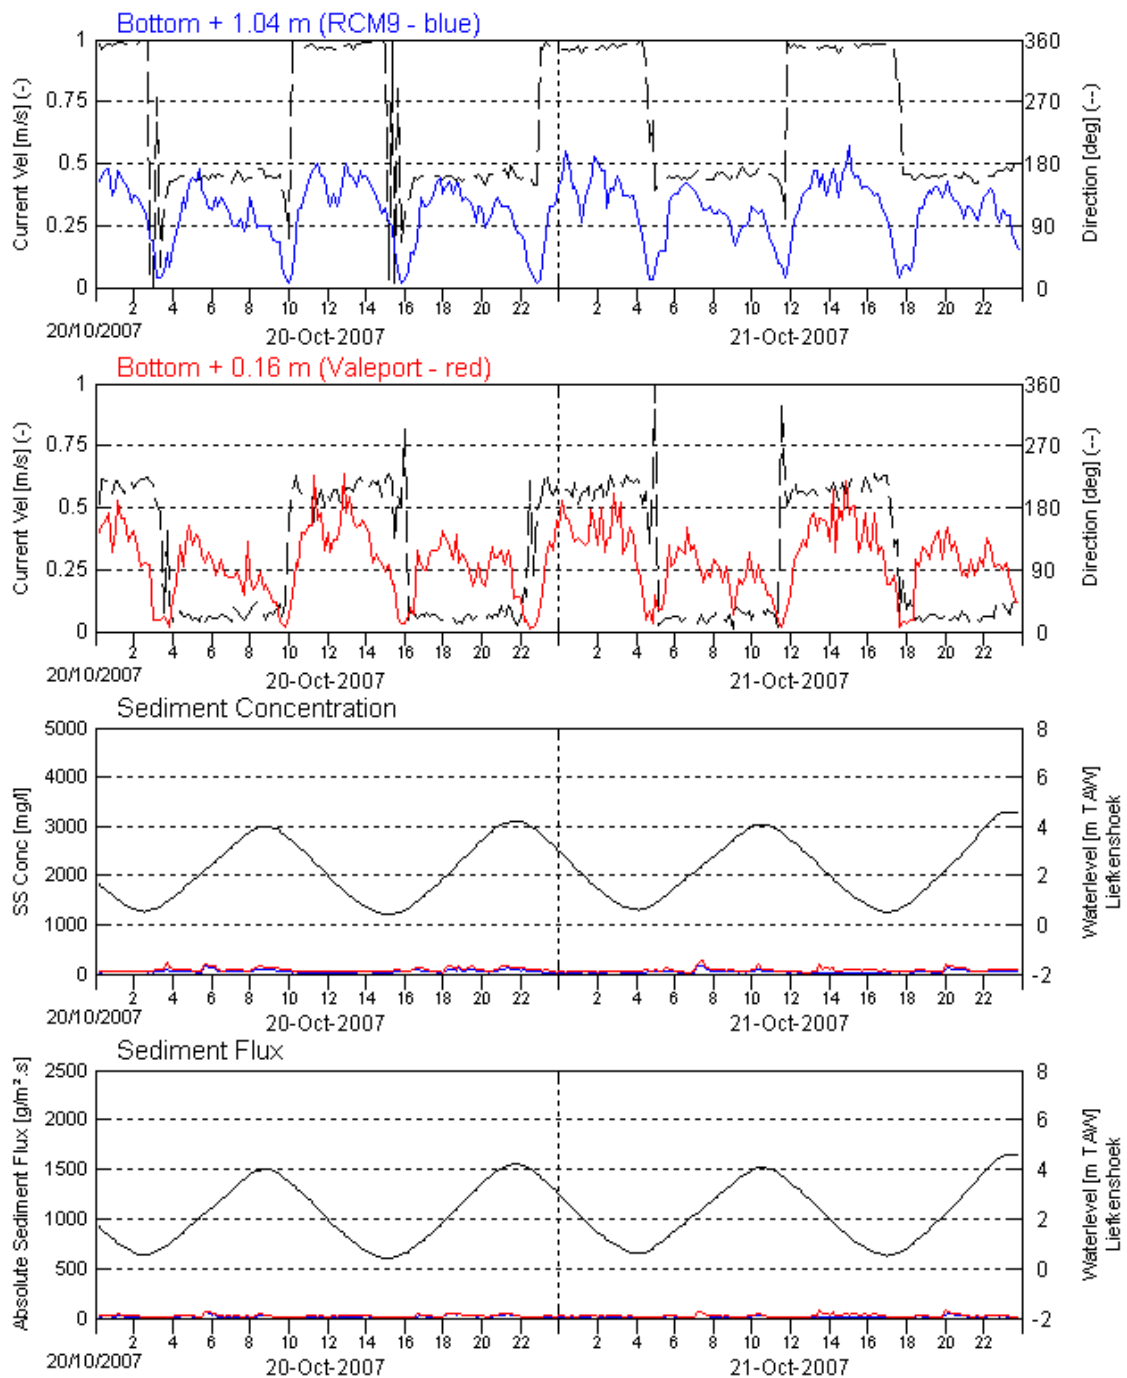 Bottom + 1.04 m (RCM9 - blue)
Current Vel [m/s] (-)
1
0.75
0.5
0.25
0
360
270
180
90
0
Direction [deg] (--)
2 4 6 8 10 12 14 16 18 20 22 2 4 6 8 10 12 14 16 18 20 22
20/10/2007
20-Oct-2007 21-Oct-2007
Bottom + 0.16 m (Valeport - red)
Current Vel [m/s] (-)
1
0.75
0.5
0.25
0
360
270
180
90
0
Direction [deg] (--)
2 4 6 8 10 12 14 16 18 20 22 2 4 6 8 10 12 14 16 18 20 22
20/10/2007
20-Oct-2007 21-Oct-2007
Sediment Concentration
SS Conc [mg/l]
5000
4000
3000
2000
1000
0
8
6
4
2
0
-2
Waterlevel [m TAW]
Liefkenshoek
2 4 6 8 10 12 14 16 18 20 22 2 4 6 8 10 12 14 16 18 20 22
20/10/2007
20-Oct-2007 21-Oct-2007
Sediment Flux
Absolute Sediment Flux [g/m².s]
2500
2000
1500
1000
500
0
8
6
4
2
0
-2
Waterlevel [m TAW]
Liefkenshoek
2 4 6 8 10 12 14 16 18 20 22 2 4 6 8 10 12 14 16 18 20 22
20/10/2007
20-Oct-2007 21-Oct-2007